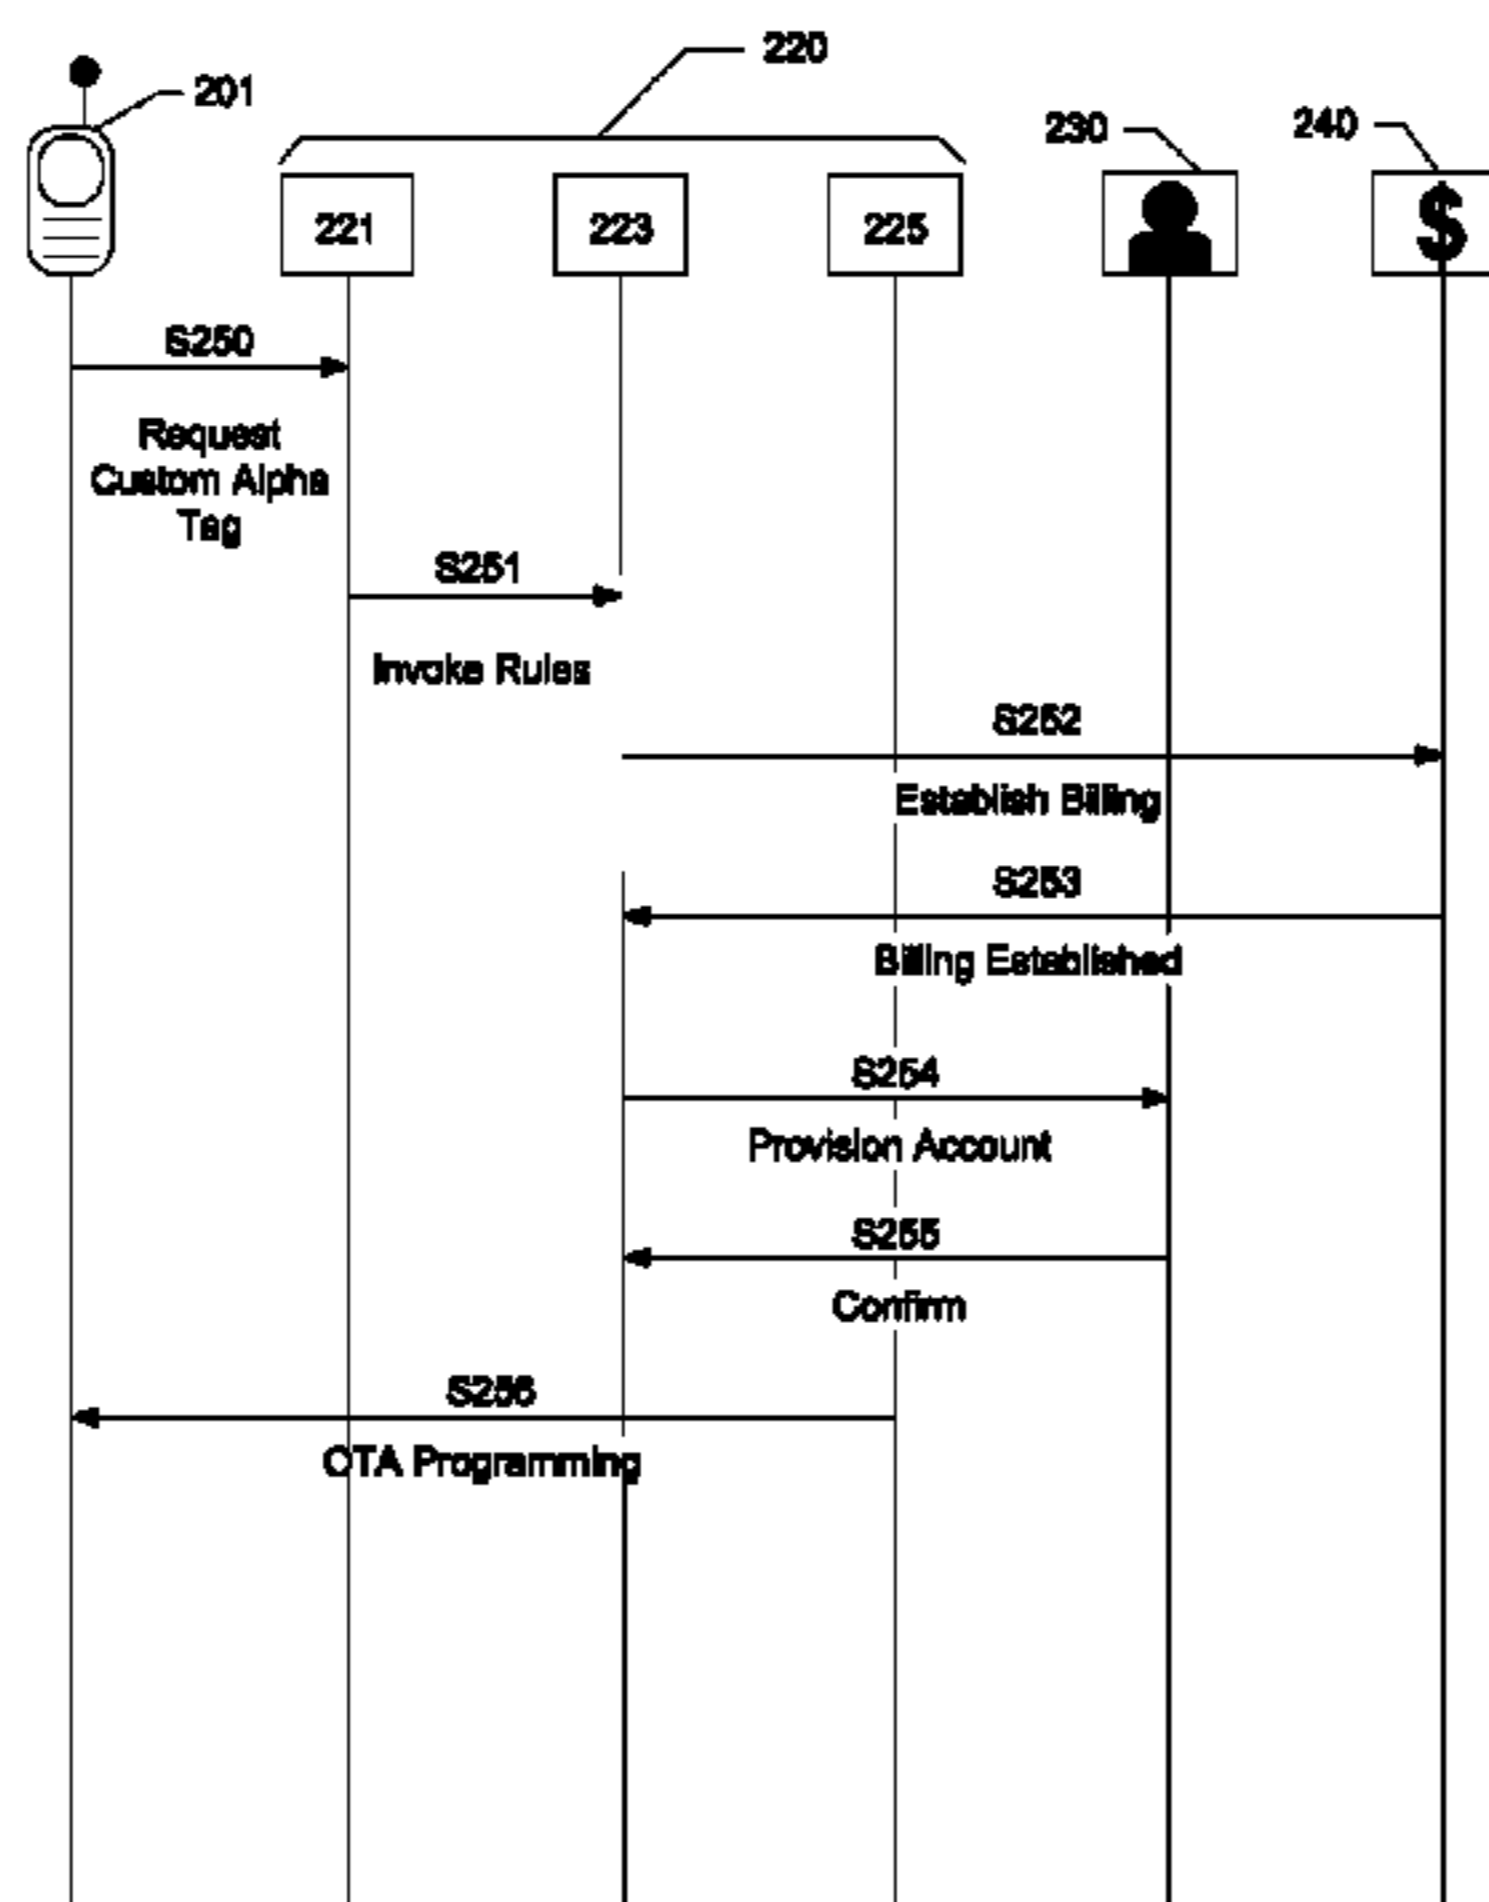 220
201
230
240
221
223
225
$
S250
Request
Custom Alpha
Tag
S251
Invoke Rules
S252
Establish Billing
S253
Billing Established
S254
Provision Account
S255
Confirm
S256
OTA Programming